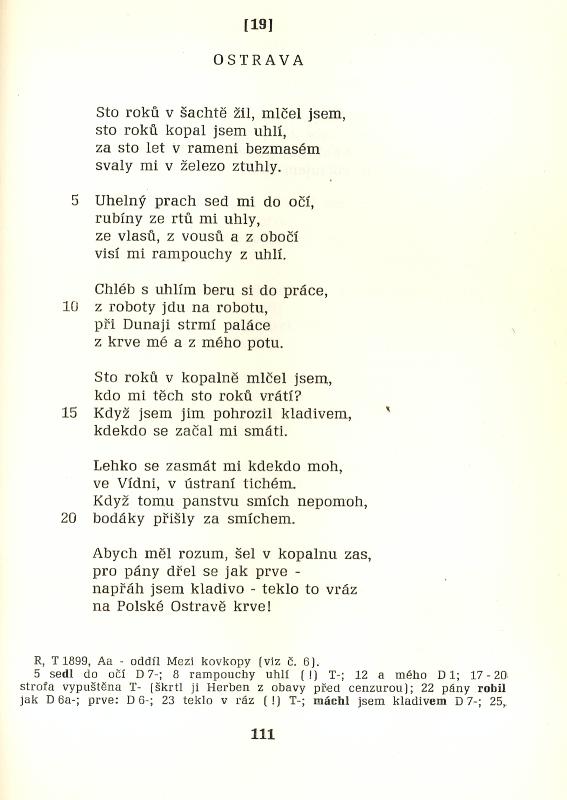 [19]
OSTRAVA
Sto roků v šachtě žil, mlčel jsem,
sto roků kopal jsem uhlí,
za sto let v rameni bezmasém
svaly mi v železo ztuhly.
5 Uhelný prach sed mi do očí,
rubíny ze rtů mi uhly,
ze vlasů, z vousů a z obočí
visí mi rampouchy z uhlí.
Chléb s uhlím beru si do práce,
10 z roboty jdu na robotu,
při Dunaji strmí paláce
z krve mé a z mého potu.
Sto roků v kopalně mlčel jsem,
kdo mi těch sto roků vrátí?
15 Když jsem jim pohrozil kladivem,
kdekdo se začal mi smáti.
Lehko se zasmát mi kdekdo moh,
ve Vídni, v ústraní tichém.
Když tomu panstvu smích nepomoh,
20 bodáky přišly za smíchem.
Abych měl rozum, šel v kopalnu zas,
pro pány dřel se jak prve -
napřáh jsem kladivo - teklo to vráz
na Polské Ostravě krve!
R, T 1899, Aa - oddíl Mezi kovkopy (viz č. 6).
5 sedl do očí D 7-; 8 rampouchy uhlí (!) T-; 12 a mého D 1; 17-20
strofa vypuštěna T- (škrtl ji Herben z obavy před cenzurou); 22 pány robil
jak D 6a-; prve: D 6-; 23 teklo v ráz (!) T-; máchl jsem kladivem D 7-; 25,
111